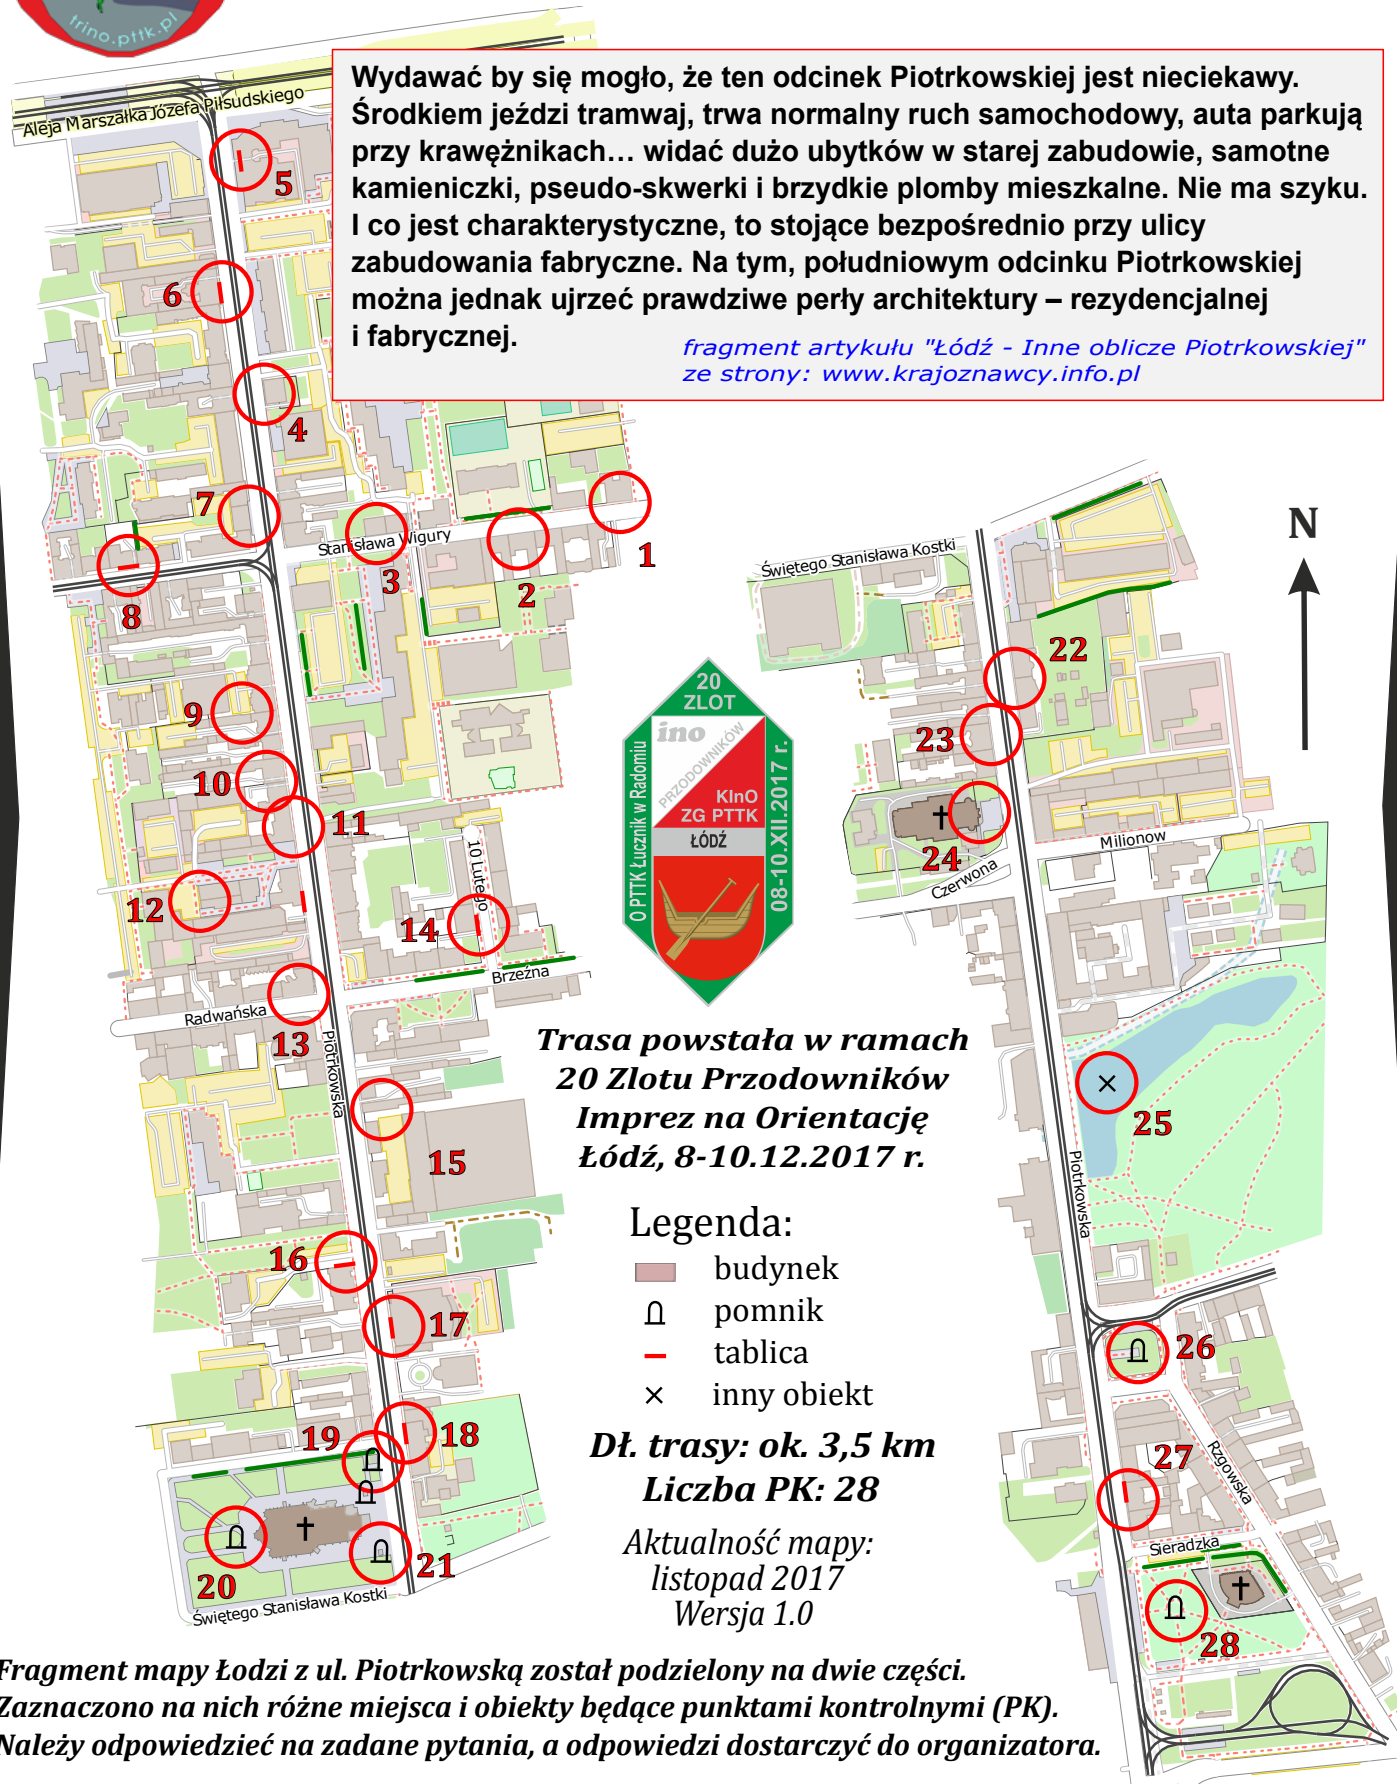 trino.pttk.pl
Aleja Marszałka Józefa Piłsudskiego
Wydawać by się mogło, że ten odcinek Piotrkowskiej jest nieciekawy.
Środkiem jeździ tramwaj, trwa normalny ruch samochodowy, auta parkują
przy krawężnikach… widać dużo ubytków w starej zabudowie, samotne
kamieniczki, pseudo-skwerki i brzydkie plomby mieszkalne. Nie ma szyku.
I co jest charakterystyczne, to stojące bezpośrednio przy ulicy
zabudowania fabryczne. Na tym, południowym odcinku Piotrkowskiej
można jednak ujrzeć prawdziwe perły architektury – rezydencjalnej
i fabrycznej.
fragment artykułu "Łódź - Inne oblicze Piotrkowskiej"
ze strony: www.krajoznawcy.info.pl
5
6
4
7
Stanisława Wigury
1
2
3
8
9
10
11
12
10 Lutego
14
Brzeźna
Radwańska
13
Piotrkowska
15
16
17
18
19
20
21
Świętego Stanisława Kostki
N
Świętego Stanisława Kostki
22
23
24
Milionow
Czerwona
25
Piotrkowska
26
27
Rzgowska
Sieradzka
28
20
ZLOT
ino
PRZODOWNIKÓW
KInO
ZG PTTK
ŁÓDŹ
O PTTK Łucznik w Radomiu
08-10.XII.2017 r.
Trasa powstała w ramach
20 Zlotu Przodowników
Imprez na Orientację
Łódź, 8-10.12.2017 r.
Legenda:
budynek
pomnik
tablica
inny obiekt
Dł. trasy: ok. 3,5 km
Liczba PK: 28
Aktualność mapy:
listopad 2017
Wersja 1.0
Fragment mapy Łodzi z ul. Piotrkowską został podzielony na dwie części.
Zaznaczono na nich różne miejsca i obiekty będące punktami kontrolnymi (PK).
Należy odpowiedzieć na zadane pytania, a odpowiedzi dostarczyć do organizatora.